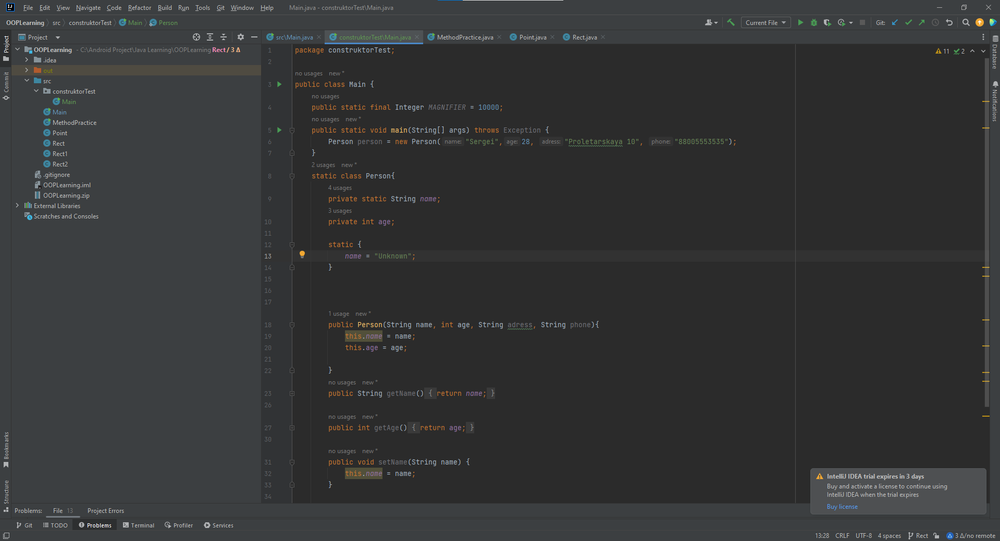 File Edit View Navigate Code Refactor Build Run Tools Git Window Help Main.java - construktorTest\Main.java
OOPLearning src construktorTest Main Person Current File Git:
Project src\Main.java construktorTest\Main.java MethodPractice.java Point.java Rect.java
Project
Commit
Bookmarks
Structure
OOPLearning - C:\Android Project\Java Learning\OOPLearning Rect / 3 Δ
.idea
out
src
construktorTest
Main
Main
MethodPractice
Point
Rect
Rect1
Rect2
.gitignore
OOPLearning.iml
OOPLearning.zip
External Libraries
Scratches and Consoles
11 2
1 package construktorTest;
2
no usages new *
3 public class Main {
no usages
4 public static final Integer MAGNIFIER = 10000;
no usages new *
5 public static void main(String[] args) throws Exception {
6 Person person = new Person( name: "Sergei", age: 28, adress: "Proletarskaya 10", phone: "88005553535");
7 }
2 usages new *
8 static class Person{
4 usages
9 private static String name;
3 usages
10 private int age;
11
12 static {
13 name = "Unknown";
14 }
15
16
17
1 usage new *
18 public Person(String name, int age, String adress, String phone){
19 this.name = name;
20 this.age = age;
21
22 }
no usages new *
23 public String getName() { return name; }
26
no usages new *
27 public int getAge() { return age; }
30
no usages new *
31 public void setName(String name) {
32 this.name = name;
33 }
34
Database
Notifications
IntelliJ IDEA trial expires in 3 days
Buy and activate a license to continue using
IntelliJ IDEA when the trial expires
Buy license
Problems: File 13 Project Errors
Git TODO Problems Terminal Profiler Services
13:28 CRLF UTF-8 4 spaces Rect 3 Δ/no remote